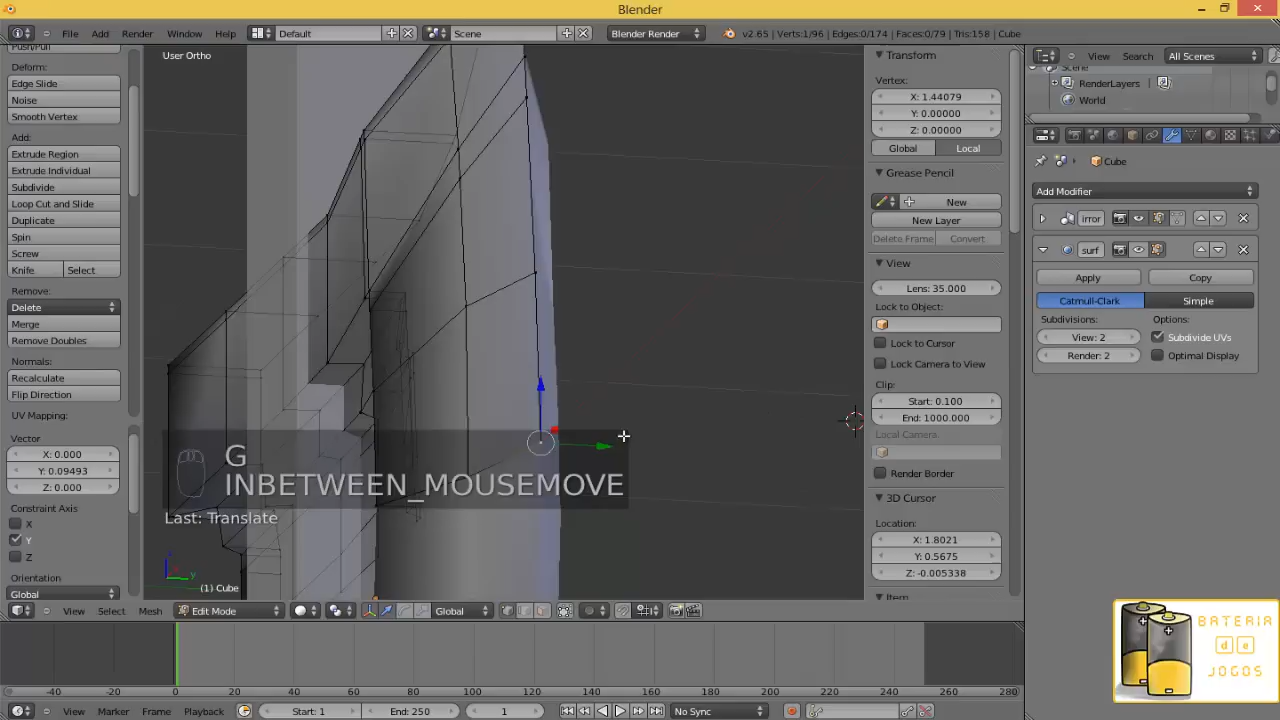 Blender
File Add Render Window Help Default Scene Blender Render v2.65 | Verts:1/96 | Edges:0/174 | Faces:0/79 | Tris:158 | Cube
Push/Pull
Deform:
Edge Slide
Noise
Smooth Vertex
Add:
Extrude Region
Extrude Individual
Subdivide
Loop Cut and Slide
Duplicate
Spin
Screw
Knife Select
Remove:
Delete
Merge
Remove Doubles
Normals:
Recalculate
Flip Direction
UV Mapping:
Vector
X: 0.000
Y: 0.09493
Z: 0.000
Constraint Axis
X
Y
Z
Orientation
Global
User Ortho
G
INBETWEEN_MOUSEMOVE
Last: Translate
(1) Cube
Transform
Vertex:
X: 1.44079
Y: 0.00000
Z: 0.00000
Global Local
Grease Pencil
New
New Layer
Delete Frame Convert
View
Lens: 35.000
Lock to Object:
Lock to Cursor
Lock Camera to View
Clip:
Start: 0.100
End: 1000.000
Local Camera:
Render Border
3D Cursor
Location:
X: 1.8021
Y: 0.5675
Z: -0.005338
Item
View Search All Scenes
Scene
RenderLayers
World
Cube
Add Modifier
irror
surf
Apply Copy
Catmull-Clark Simple
Subdivisions: Options:
View: 2 Subdivide UVs
Render: 2 Optimal Display
BATERIA
de
JOGOS
View Select Mesh Edit Mode Global
-40 -20 0 20 40 60 80 100 120 140 160 180 200 220 240 260 280
View Marker Frame Playback Start: 1 End: 250 1 No Sync